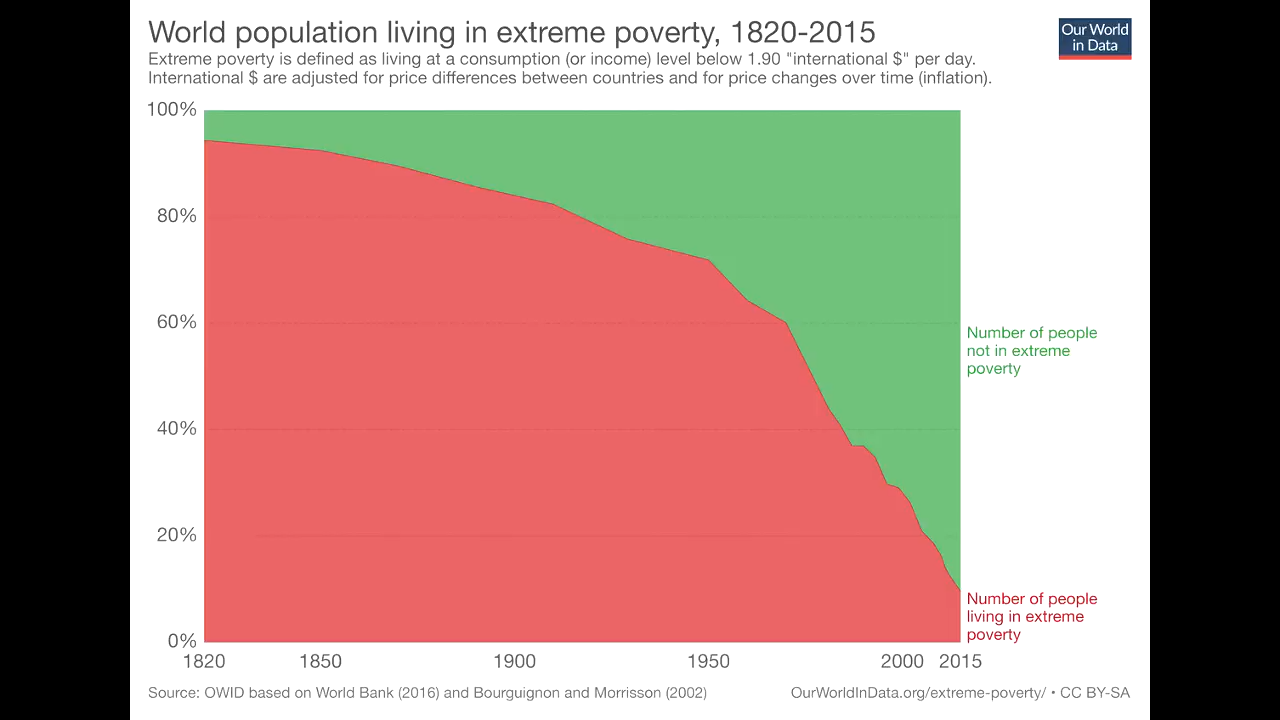 World population living in extreme poverty, 1820-2015
Extreme poverty is defined as living at a consumption (or income) level below 1.90 "international $" per day.
International $ are adjusted for price differences between countries and for price changes over time (inflation).
Our World
in Data
100%
80%
60%
40%
20%
0%
Number of people
not in extreme
poverty
Number of people
living in extreme
poverty
1820 1850 1900 1950 2000 2015
Source: OWID based on World Bank (2016) and Bourguignon and Morrisson (2002)
OurWorldInData.org/extreme-poverty/ • CC BY-SA